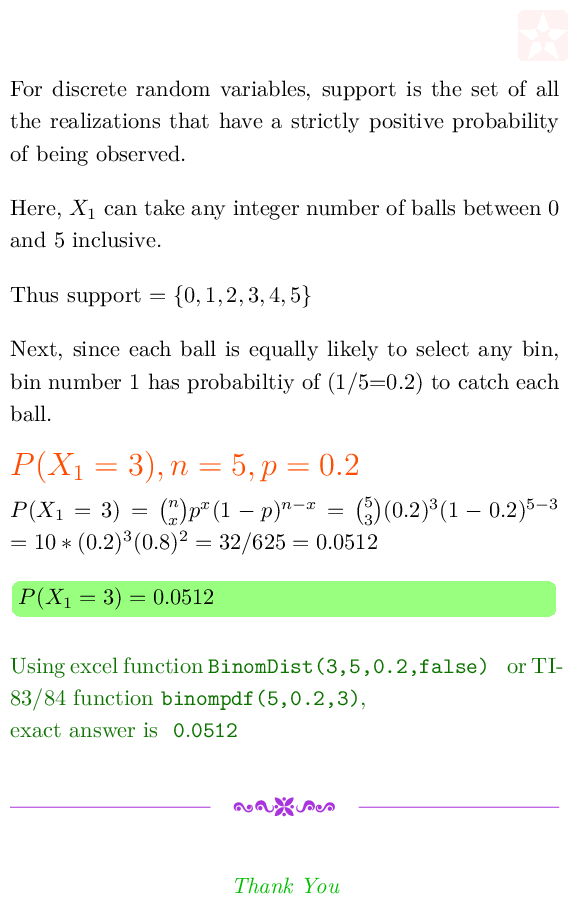 For discrete random variables, support is the set of all
the realizations that have a strictly positive probability
of being observed.
Here, X₁ can take any integer number of balls between 0
and 5 inclusive.
Thus support = {0, 1, 2, 3, 4, 5}
Next, since each ball is equally likely to select any bin,
bin number 1 has probabiltiy of (1/5=0.2) to catch each
ball.
P(X₁ = 3), n = 5, p = 0.2
P(X₁ = 3) = \binom{n}{x}p^x(1 − p)^{n−x} = \binom{5}{3}(0.2)^3(1 − 0.2)^{5−3}
= 10 ∗ (0.2)^3(0.8)^2 = 32/625 = 0.0512
P(X₁ = 3) = 0.0512
Using excel function BinomDist(3,5,0.2,false) or TI-
83/84 function binompdf(5,0.2,3),
exact answer is 0.0512
Thank You